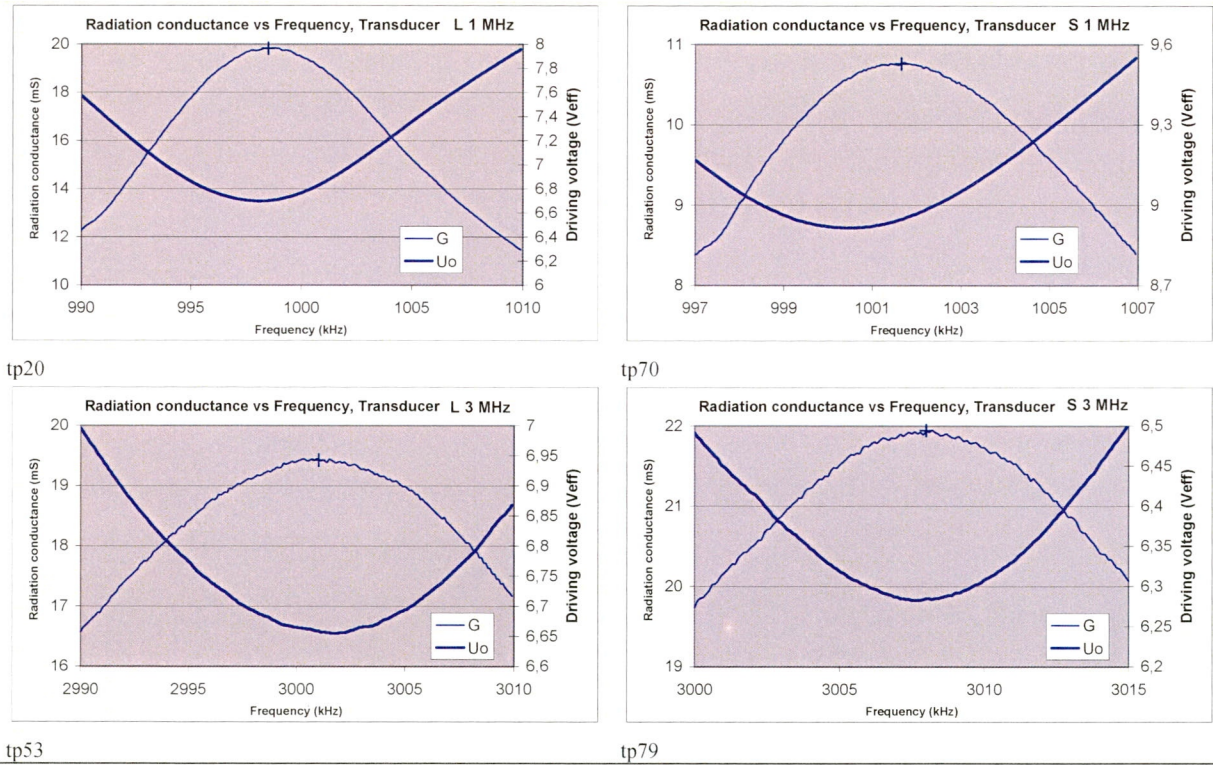 Radiation conductance vs Frequency, Transducer L 1 MHz
Radiation conductance (mS)
20
18
16
14
12
10
8
7,8
7,6
7,4
7,2
7
6,8
6,6
6,4
6,2
6
Driving voltage (Veff)
G
Uo
990 995 1000 1005 1010
Frequency (kHz)
tp20
Radiation conductance vs Frequency, Transducer S 1 MHz
Radiation conductance (mS)
11
10
9
8
9,6
9,3
9
8,7
Driving voltage (Veff)
G
Uo
997 999 1001 1003 1005 1007
Frequency (kHz)
tp70
Radiation conductance vs Frequency, Transducer L 3 MHz
Radiation conductance (mS)
20
19
18
17
16
7
6,95
6,9
6,85
6,8
6,75
6,7
6,65
6,6
Driving voltage (Veff)
G
Uo
2990 2995 3000 3005 3010
Frequency (kHz)
tp53
Radiation conductance vs Frequency, Transducer S 3 MHz
Radiation conductance (mS)
22
21
20
19
6,5
6,45
6,4
6,35
6,3
6,25
6,2
Driving voltage (Veff)
G
Uo
3000 3005 3010 3015
Frequency (kHz)
tp79